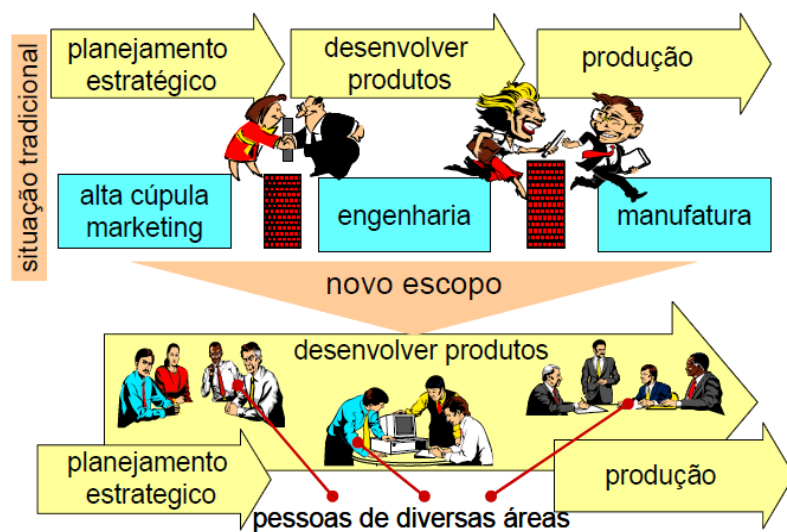 situação tradicional
planejamento
estratégico
desenvolver
produtos
produção
alta cúpula
marketing
engenharia
manufatura
novo escopo
desenvolver produtos
planejamento
estrategico
produção
pessoas de diversas áreas